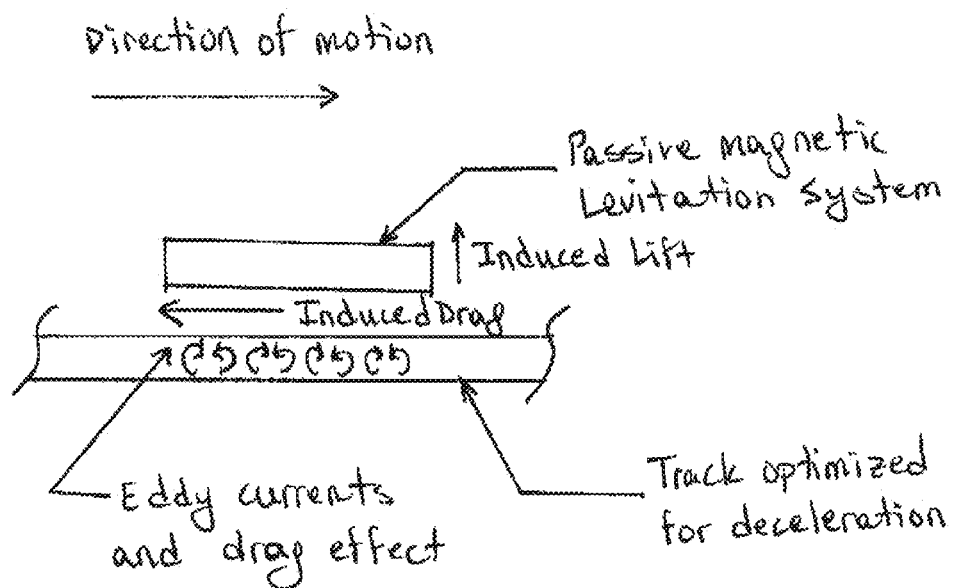 Direction of motion
Passive magnetic
Levitation System
Induced Lift
Induced Drag
Eddy currents
and drag effect
Track optimized
for deceleration